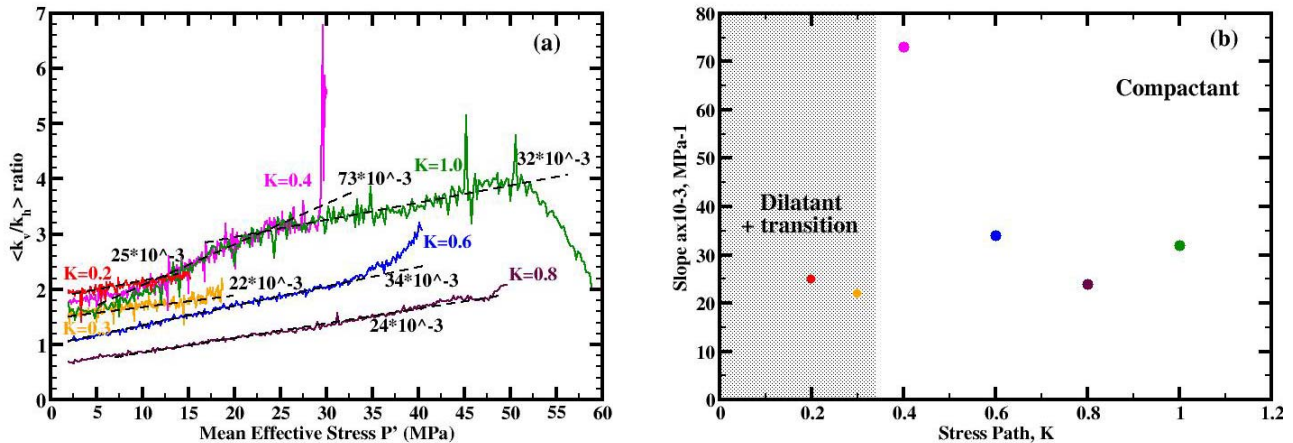 7
6
5
4
3
2
1
0
<k_v/k_h> ratio
(a)
K=0.4
K=1.0
32*10^-3
73*10^-3
25*10^-3
K=0.2
K=0.6
22*10^-3
34*10^-3
K=0.8
K=0.3
24*10^-3
0 5 10 15 20 25 30 35 40 45 50 55 60
Mean Effective Stress P' (MPa)
80
70
60
50
40
30
20
10
0
Slope ax10-3, MPa-1
(b)
Compactant
Dilatant
+ transition
0 0.2 0.4 0.6 0.8 1 1.2
Stress Path, K